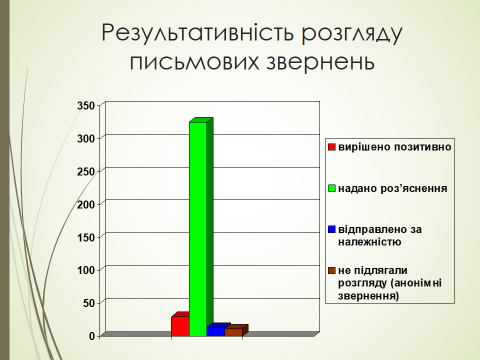 Результативність розгляду
письмових звернень
350
300
250
200
150
100
50
0
вирішено позитивно
надано роз’яснення
відправлено за
належністю
не підлягали
розгляду (анонімні
звернення)